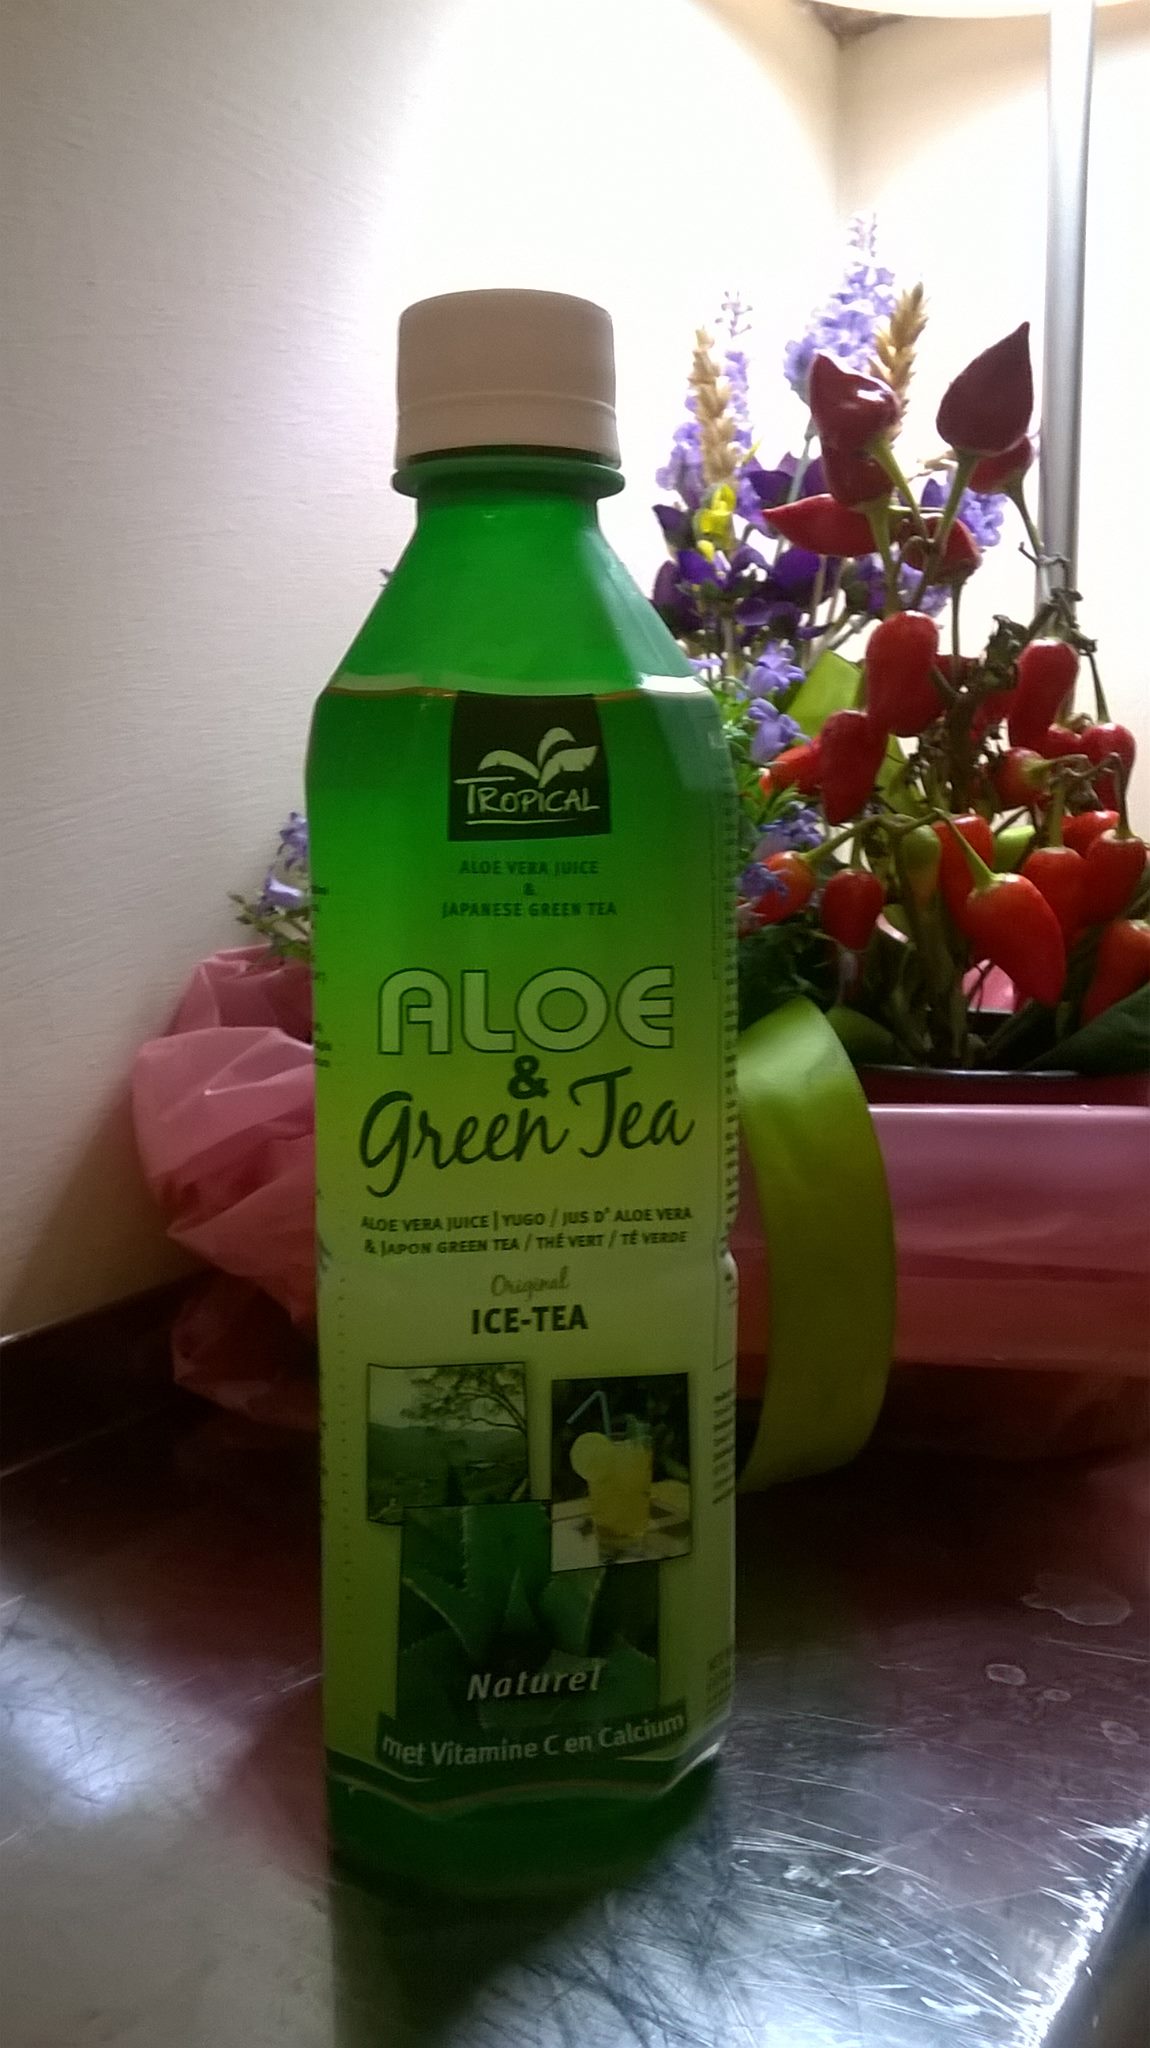 TROPICAL
ALOE VERA JUICE
&
JAPANESE GREEN TEA
ALOE
&
Green Tea
ALOE VERA JUICE | YUGO / JUS D' ALOE VERA
& JAPON GREEN TEA / THÉ VERT / TÉ VERDE
Original
ICE-TEA
Naturel
met Vitamine C en Calcium